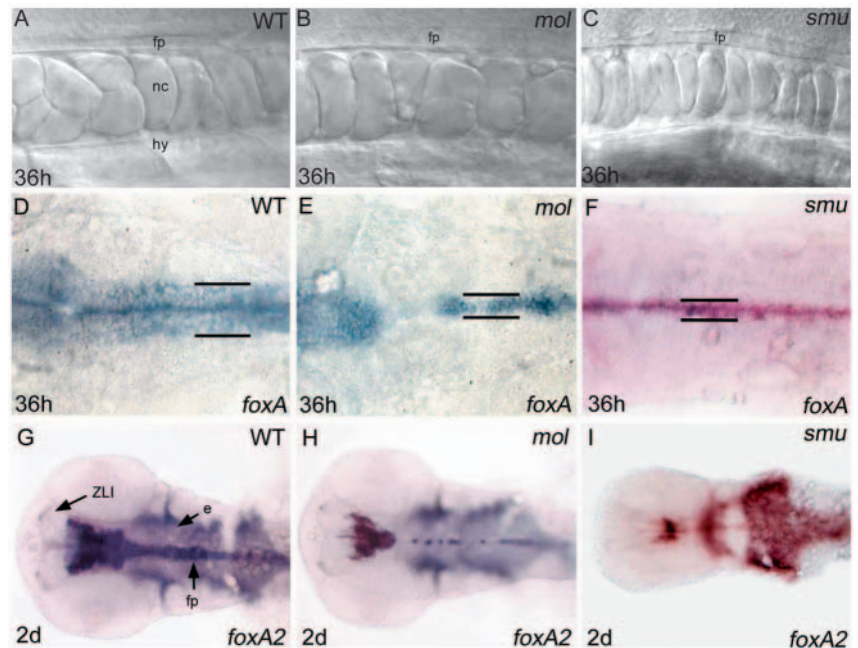 A WT
fp
nc
hy
36h
B mol
fp
C smu
fp
36h
D WT
36h foxA
E mol
36h foxA
F smu
36h foxA
G WT
ZLI
e
fp
2d foxA2
H mol
2d foxA2
I smu
2d foxA2